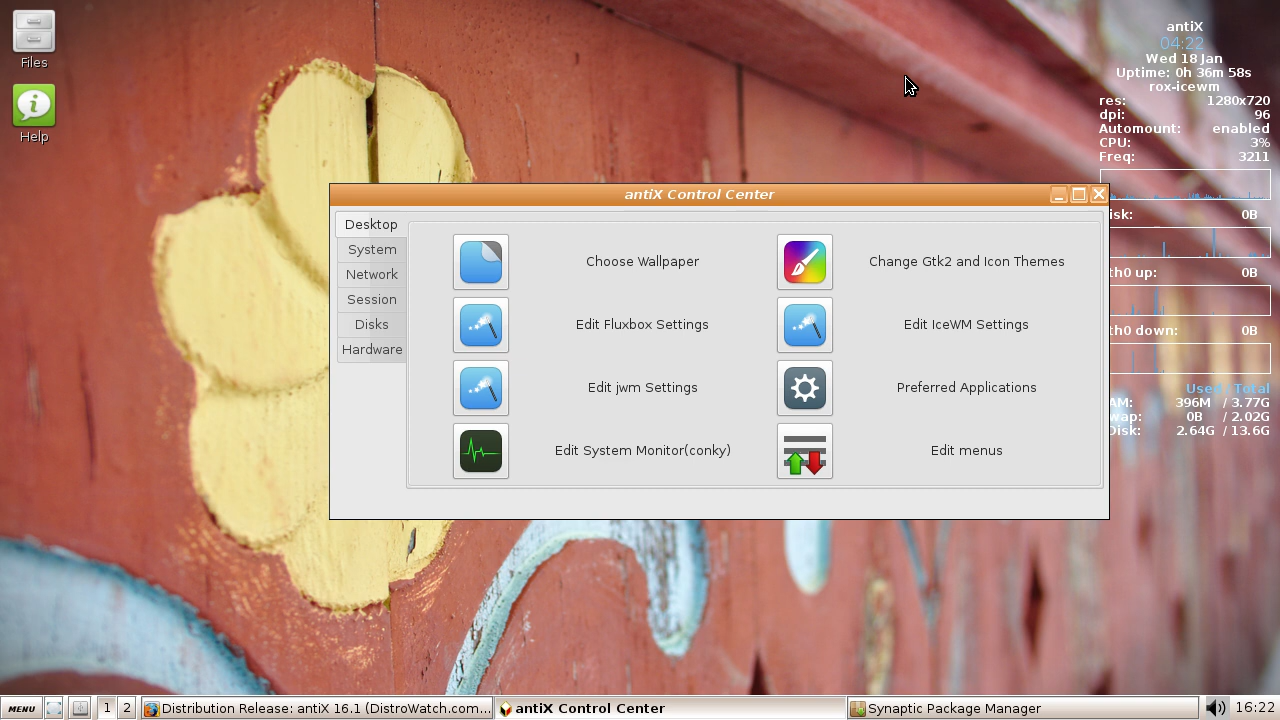 Files
Help
antiX
04:22
Wed 18 Jan
Uptime: 0h 36m 58s
rox-icewm
res: 1280x720
dpi: 96
Automount: enabled
CPU: 3%
Freq: 3211
isk: 0B
th0 up: 0B
th0 down: 0B
Used / Total
AM: 396M / 3.77G
wap: 0B / 2.02G
Disk: 2.64G / 13.6G
antiX Control Center
Desktop
System
Network
Session
Disks
Hardware
Choose Wallpaper
Change Gtk2 and Icon Themes
Edit Fluxbox Settings
Edit IceWM Settings
Edit jwm Settings
Preferred Applications
Edit System Monitor(conky)
Edit menus
MENU
1
2
Distribution Release: antiX 16.1 (DistroWatch.com...
antiX Control Center
Synaptic Package Manager
16:22